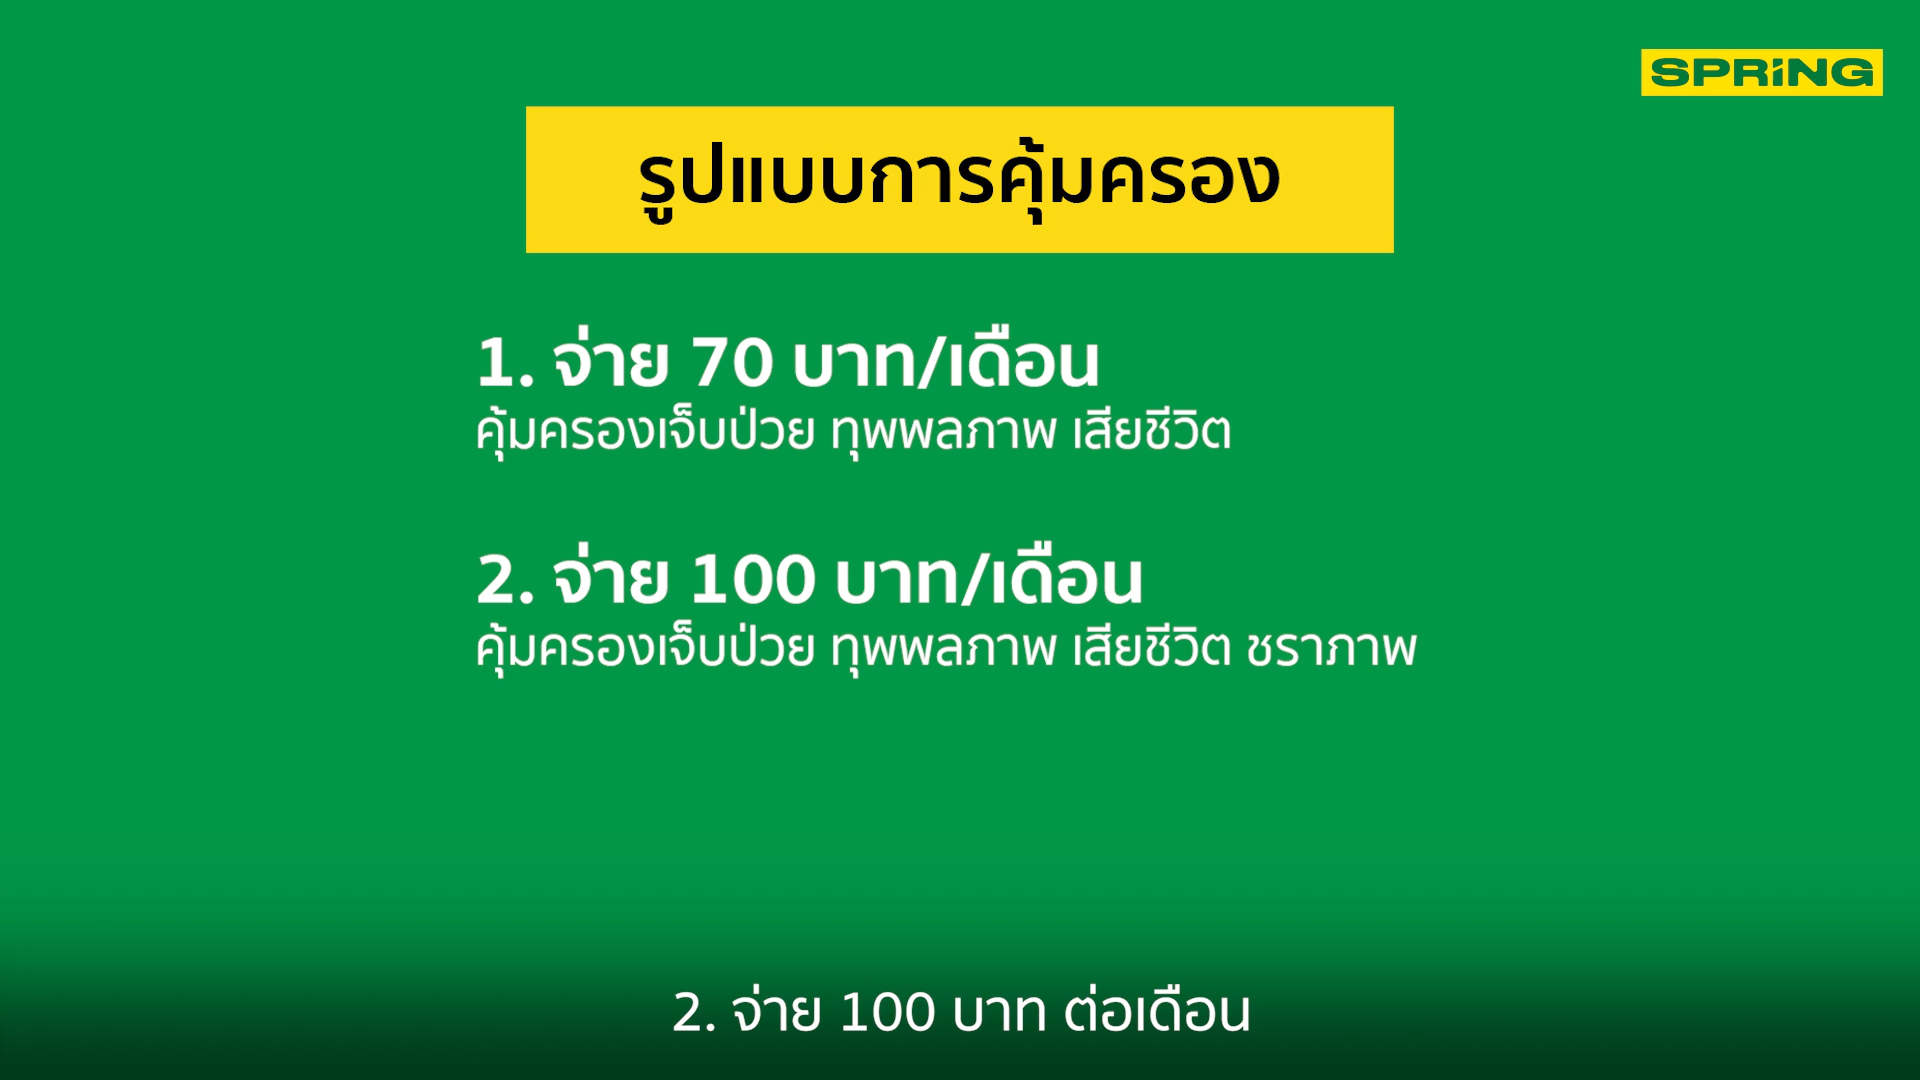 SPRiNG
รูปแบบการคุ้มครอง
1. จ่าย 70 บาท/เดือน
คุ้มครองเจ็บป่วย ทุพพลภาพ เสียชีวิต
2. จ่าย 100 บาท/เดือน
คุ้มครองเจ็บป่วย ทุพพลภาพ เสียชีวิต ชราภาพ
2. จ่าย 100 บาท ต่อเดือน